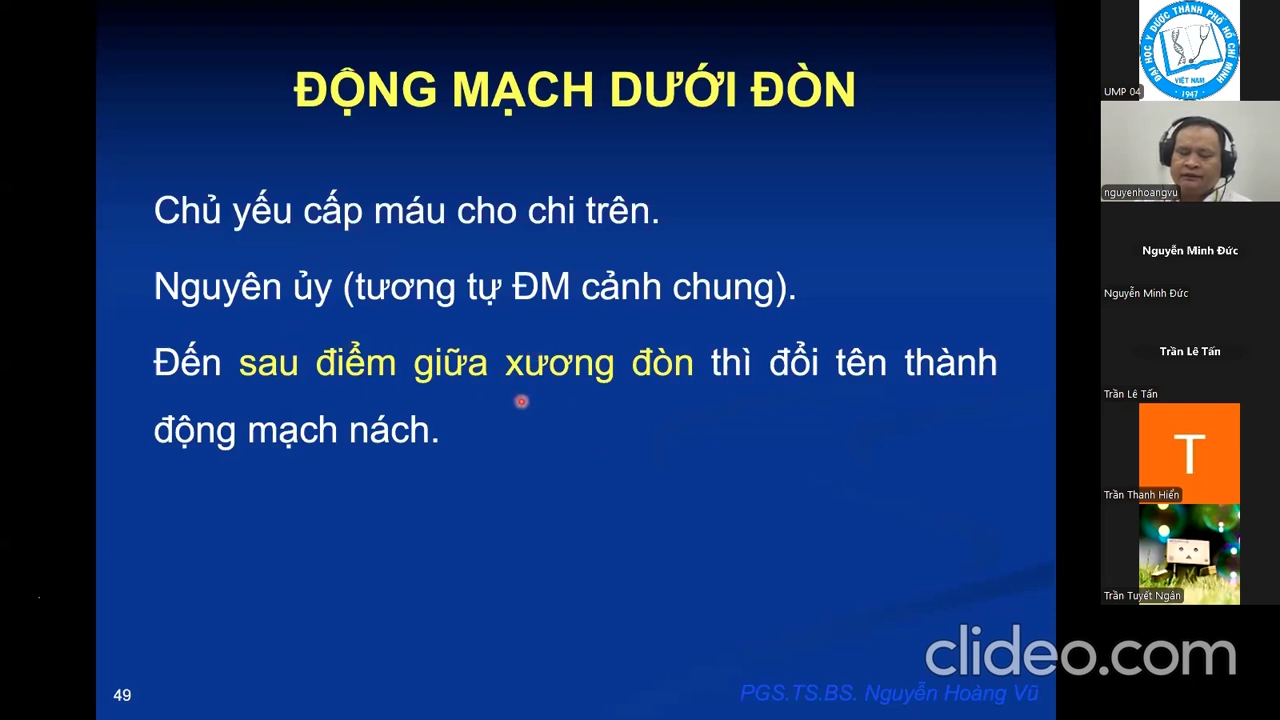 ĐỘNG MẠCH DƯỚI ĐÒN
Chủ yếu cấp máu cho chi trên.
Nguyên ủy (tương tự ĐM cảnh chung).
Đến sau điểm giữa xương đòn thì đổi tên thành
động mạch nách.
49
PGS.TS.BS. Nguyễn Hoàng Vũ
ĐẠI HỌC Y DƯỢC THÀNH PHỐ HỒ CHÍ MINH
VIỆT NAM
1947
UMP 04
nguyenhoangvu
Nguyễn Minh Đức
Nguyễn Minh Đức
Trần Lê Tấn
Trần Lê Tấn
T
Trần Thanh Hiển
Trần Tuyết Ngân
clideo.com